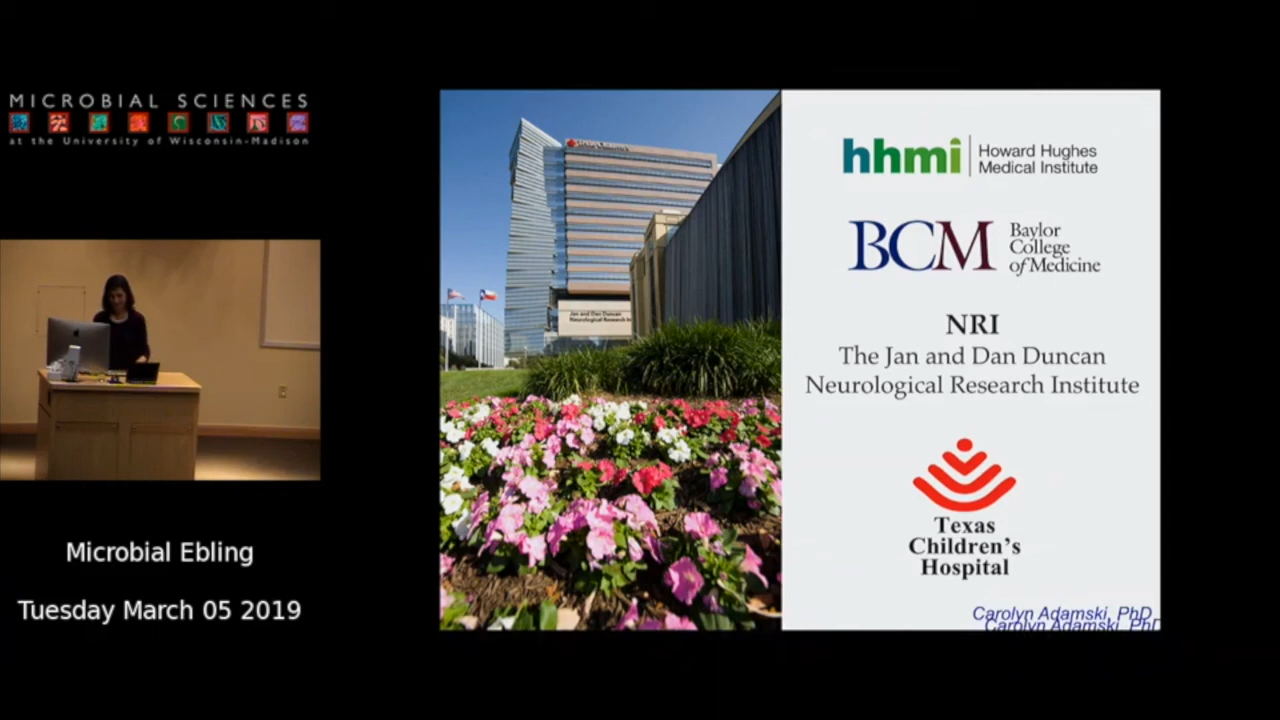 MICROBIAL SCIENCES
at the University of Wisconsin-Madison
Microbial Ebling
Tuesday March 05 2019
Jan and Dan Duncan
Neurological Research
hhmi
Howard Hughes
Medical Institute
BCM
Baylor
College
of Medicine
NRI
The Jan and Dan Duncan
Neurological Research Institute
Texas
Children's
Hospital
Carolyn Adamski, PhD
Carolyn Adamski, PhD